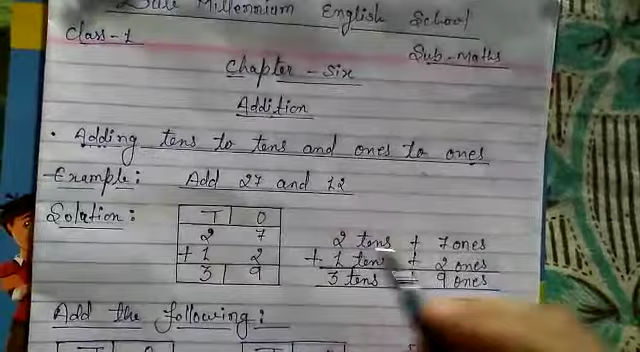 Millennium English School
Class-1
Sub-Maths
Chapter-Six
Addition
• Adding tens to tens and ones to ones
Example: Add 27 and 12
Solution:
T O
2 7
+ 1 2
3 9
2 tens + 7 ones
+ 1 tens + 2 ones
3 tens + 9 ones
Add the following:
T O
T O